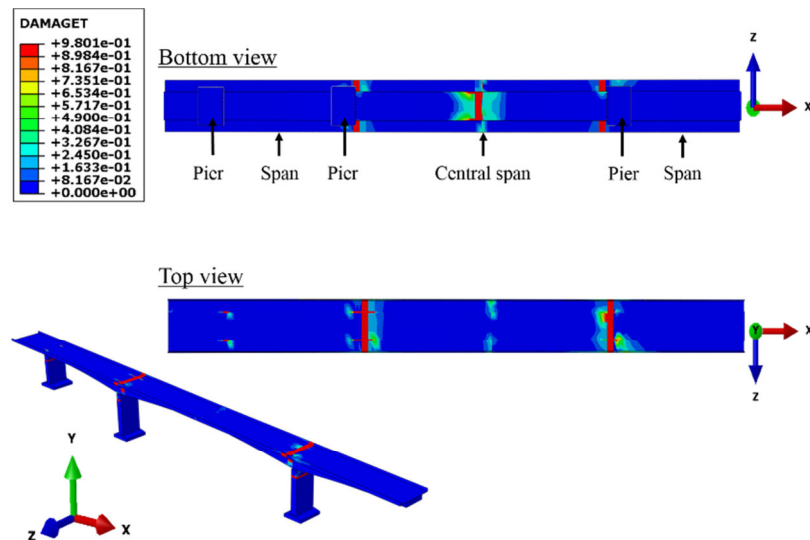 DAMAGET
+9.801e-01
+8.984e-01
+8.167e-01
+7.351e-01
+6.534e-01
+5.717e-01
+4.900e-01
+4.084e-01
+3.267e-01
+2.450e-01
+1.633e-01
+8.167e-02
+0.000e+00
Bottom view
Z
Y
X
Pier Span Pier Central span Pier Span
Top view
Y
X
Z
Y
Z
X